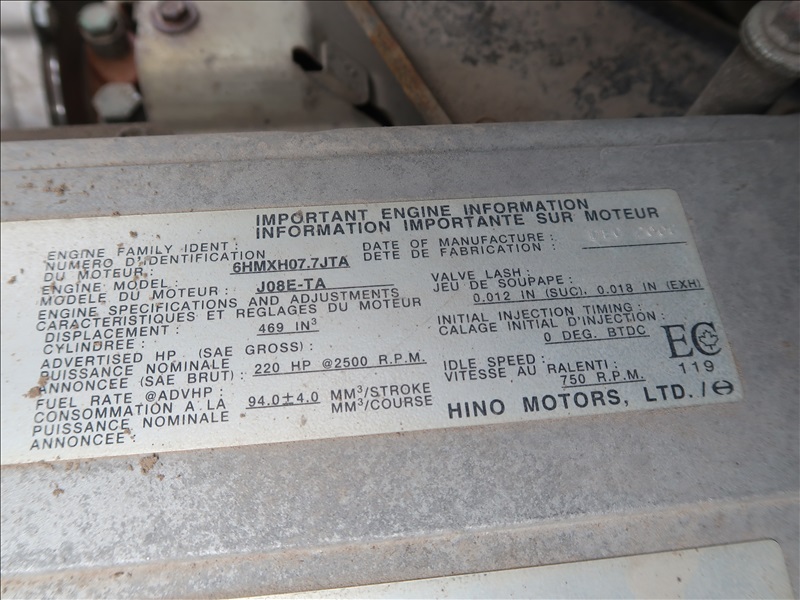 IMPORTANT ENGINE INFORMATION
INFORMATION IMPORTANTE SUR MOTEUR
ENGINE FAMILY IDENT:
NUMERO D'IDENTIFICATION
DU MOTEUR: 6HMXH07.7JTA
ENGINE MODEL:
MODELE DU MOTEUR: J08E-TA
ENGINE SPECIFICATIONS AND ADJUSTMENTS
CARACTERISTIQUES ET REGLAGES DU MOTEUR
DISPLACEMENT:
CYLINDREE: 469 IN³
ADVERTISED HP (SAE GROSS):
PUISSANCE NOMINALE
ANNONCEE (SAE BRUT): 220 HP @2500 R.P.M.
FUEL RATE @ADVHP: 94.0±4.0 MM³/STROKE
CONSOMMATION A LA MM³/COURSE
PUISSANCE NOMINALE
ANNONCEE:
DATE OF MANUFACTURE:
DETE DE FABRICATION:
VALVE LASH:
JEU DE SOUPAPE:
0.012 IN (SUC), 0.018 IN (EXH)
INITIAL INJECTION TIMING:
CALAGE INITIAL D'INJECTION:
0 DEG. BTDC
IDLE SPEED:
VITESSE AU RALENTI:
750 R.P.M.
EC
119
HINO MOTORS, LTD./